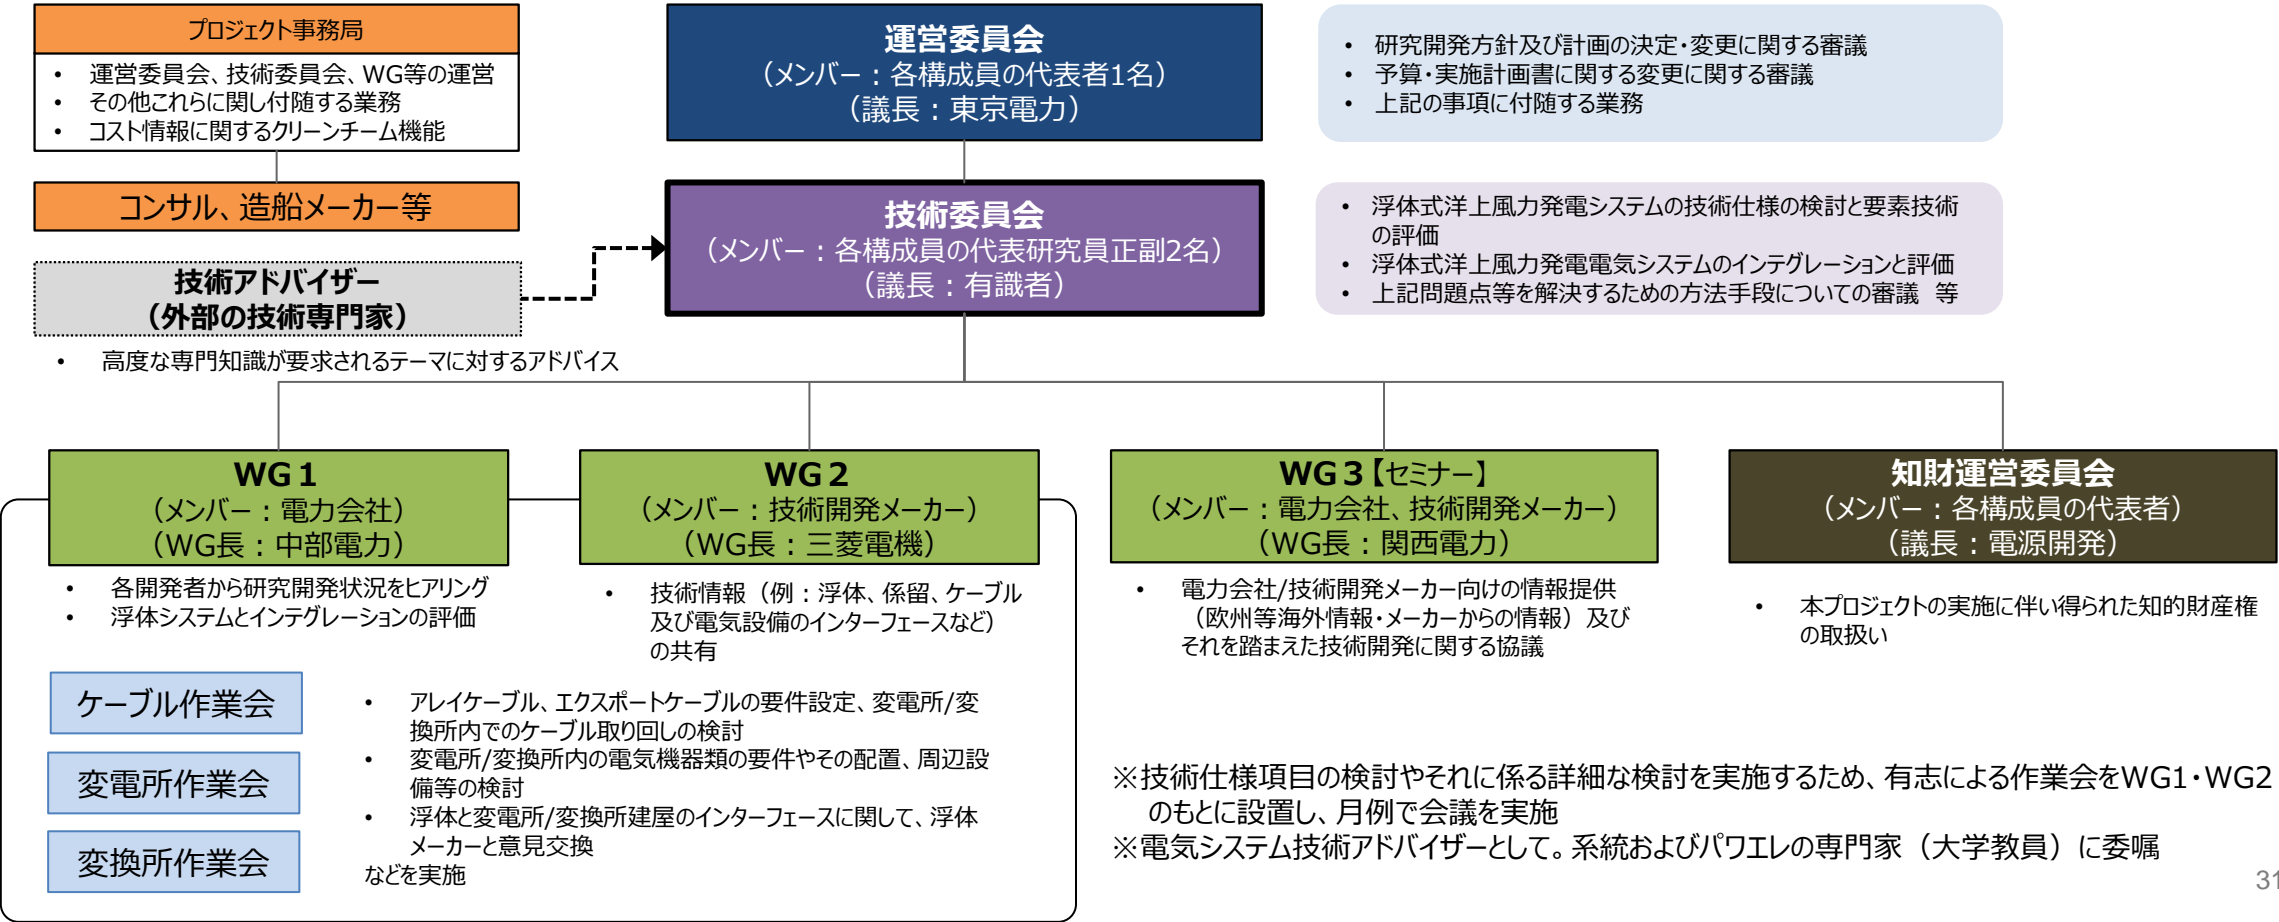 プロジェクト事務局
• 運営委員会、技術委員会、WG等の運営
• その他これらに関し付随する業務
• コスト情報に関するクリーンチーム機能
コンサル、造船メーカー等
技術アドバイザー
（外部の技術専門家）
• 高度な専門知識が要求されるテーマに対するアドバイス
運営委員会
（メンバー：各構成員の代表者1名）
（議長：東京電力）
• 研究開発方針及び計画の決定・変更に関する審議
• 予算・実施計画書に関する変更に関する審議
• 上記の事項に付随する業務
技術委員会
（メンバー：各構成員の代表研究員正副2名）
（議長：有識者）
• 浮体式洋上風力発電システムの技術仕様の検討と要素技術
の評価
• 浮体式洋上風力発電電気システムのインテグレーションと評価
• 上記問題点等を解決するための方法手段についての審議　等
WG１
（メンバー：電力会社）
（WG長：中部電力）
• 各開発者から研究開発状況をヒアリング
• 浮体システムとインテグレーションの評価
WG２
（メンバー：技術開発メーカー）
（WG長：三菱電機）
• 技術情報（例：浮体、係留、ケーブル
及び電気設備のインターフェースなど）
の共有
WG３【セミナー】
（メンバー：電力会社、技術開発メーカー）
（WG長：関西電力）
• 電力会社/技術開発メーカー向けの情報提供
（欧州等海外情報・メーカーからの情報）及び
それを踏まえた技術開発に関する協議
知財運営委員会
（メンバー：各構成員の代表者）
（議長：電源開発）
• 本プロジェクトの実施に伴い得られた知的財産権
の取扱い
ケーブル作業会
変電所作業会
変換所作業会
• アレイケーブル、エクスポートケーブルの要件設定、変電所/変
換所内でのケーブル取り回しの検討
• 変電所/変換所内の電気機器類の要件やその配置、周辺設
備等の検討
• 浮体と変電所/変換所建屋のインターフェースに関して、浮体
メーカーと意見交換
などを実施
※技術仕様項目の検討やそれに係る詳細な検討を実施するため、有志による作業会をWG1・WG2
のもとに設置し、月例で会議を実施
※電気システム技術アドバイザーとして。系統およびパワエレの専門家（大学教員）に委嘱
31